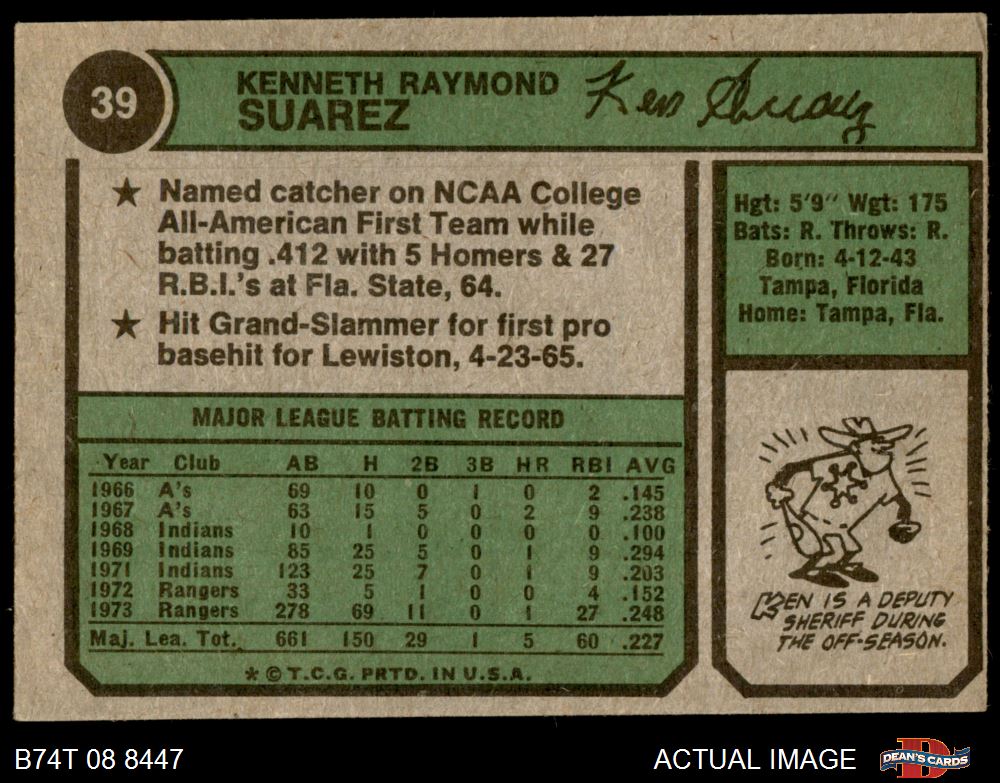 39
KENNETH RAYMOND
SUAREZ
Ken Suarez
★ Named catcher on NCAA College
All-American First Team while
batting .412 with 5 Homers & 27
R.B.I.'s at Fla. State, 64.
★ Hit Grand-Slammer for first pro
basehit for Lewiston, 4-23-65.
Hgt: 5'9" Wgt: 175
Bats: R. Throws: R.
Born: 4-12-43
Tampa, Florida
Home: Tampa, Fla.
MAJOR LEAGUE BATTING RECORD
Year Club AB H 2B 3B HR RBI AVG
1966 A's 69 10 0 1 0 2 .145
1967 A's 63 15 5 0 2 9 .238
1968 Indians 10 1 0 0 0 0 .100
1969 Indians 85 25 5 0 1 9 .294
1971 Indians 123 25 7 0 1 9 .203
1972 Rangers 33 5 1 0 0 4 .152
1973 Rangers 278 69 11 0 1 27 .248
Maj. Lea. Tot. 661 150 29 1 5 60 .227
* © T.C.G. PRTD. IN U.S.A.
KEN IS A DEPUTY
SHERIFF DURING
THE OFF-SEASON.
B74T 08 8447
ACTUAL IMAGE
DEAN'S CARDS